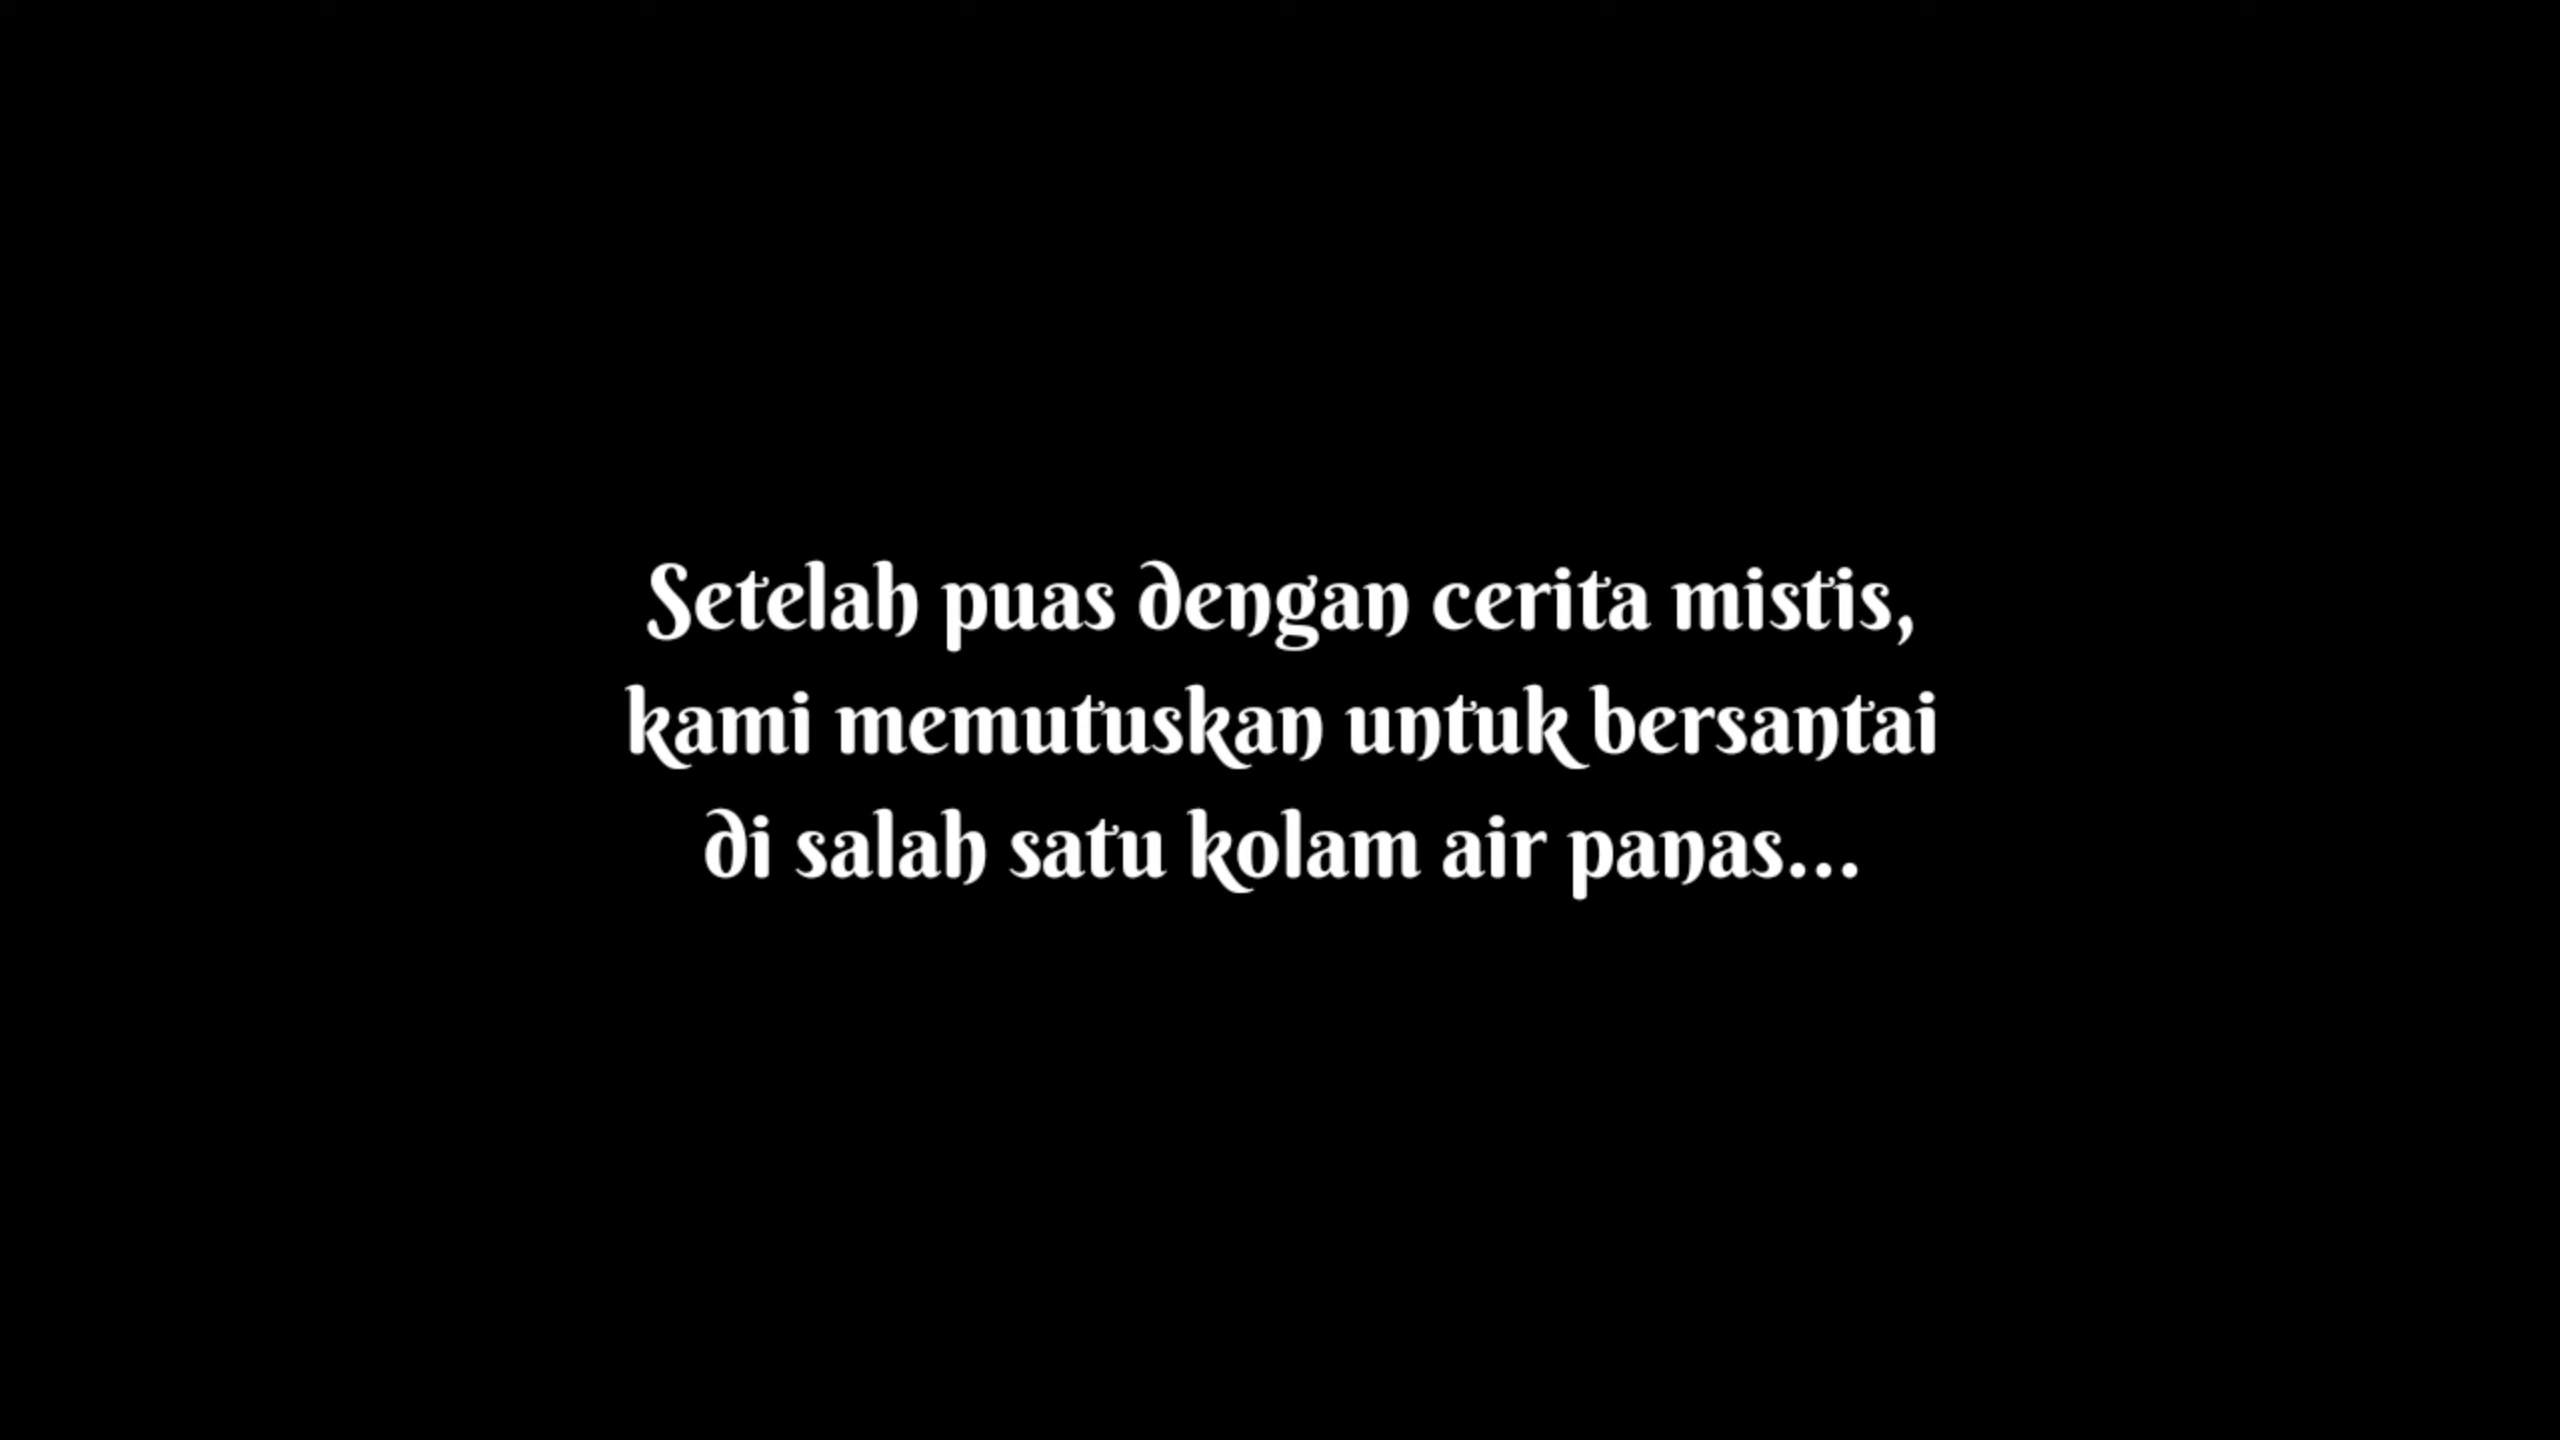 Setelah puas dengan cerita mistis,
kami memutuskan untuk bersantai
di salah satu kolam air panas...